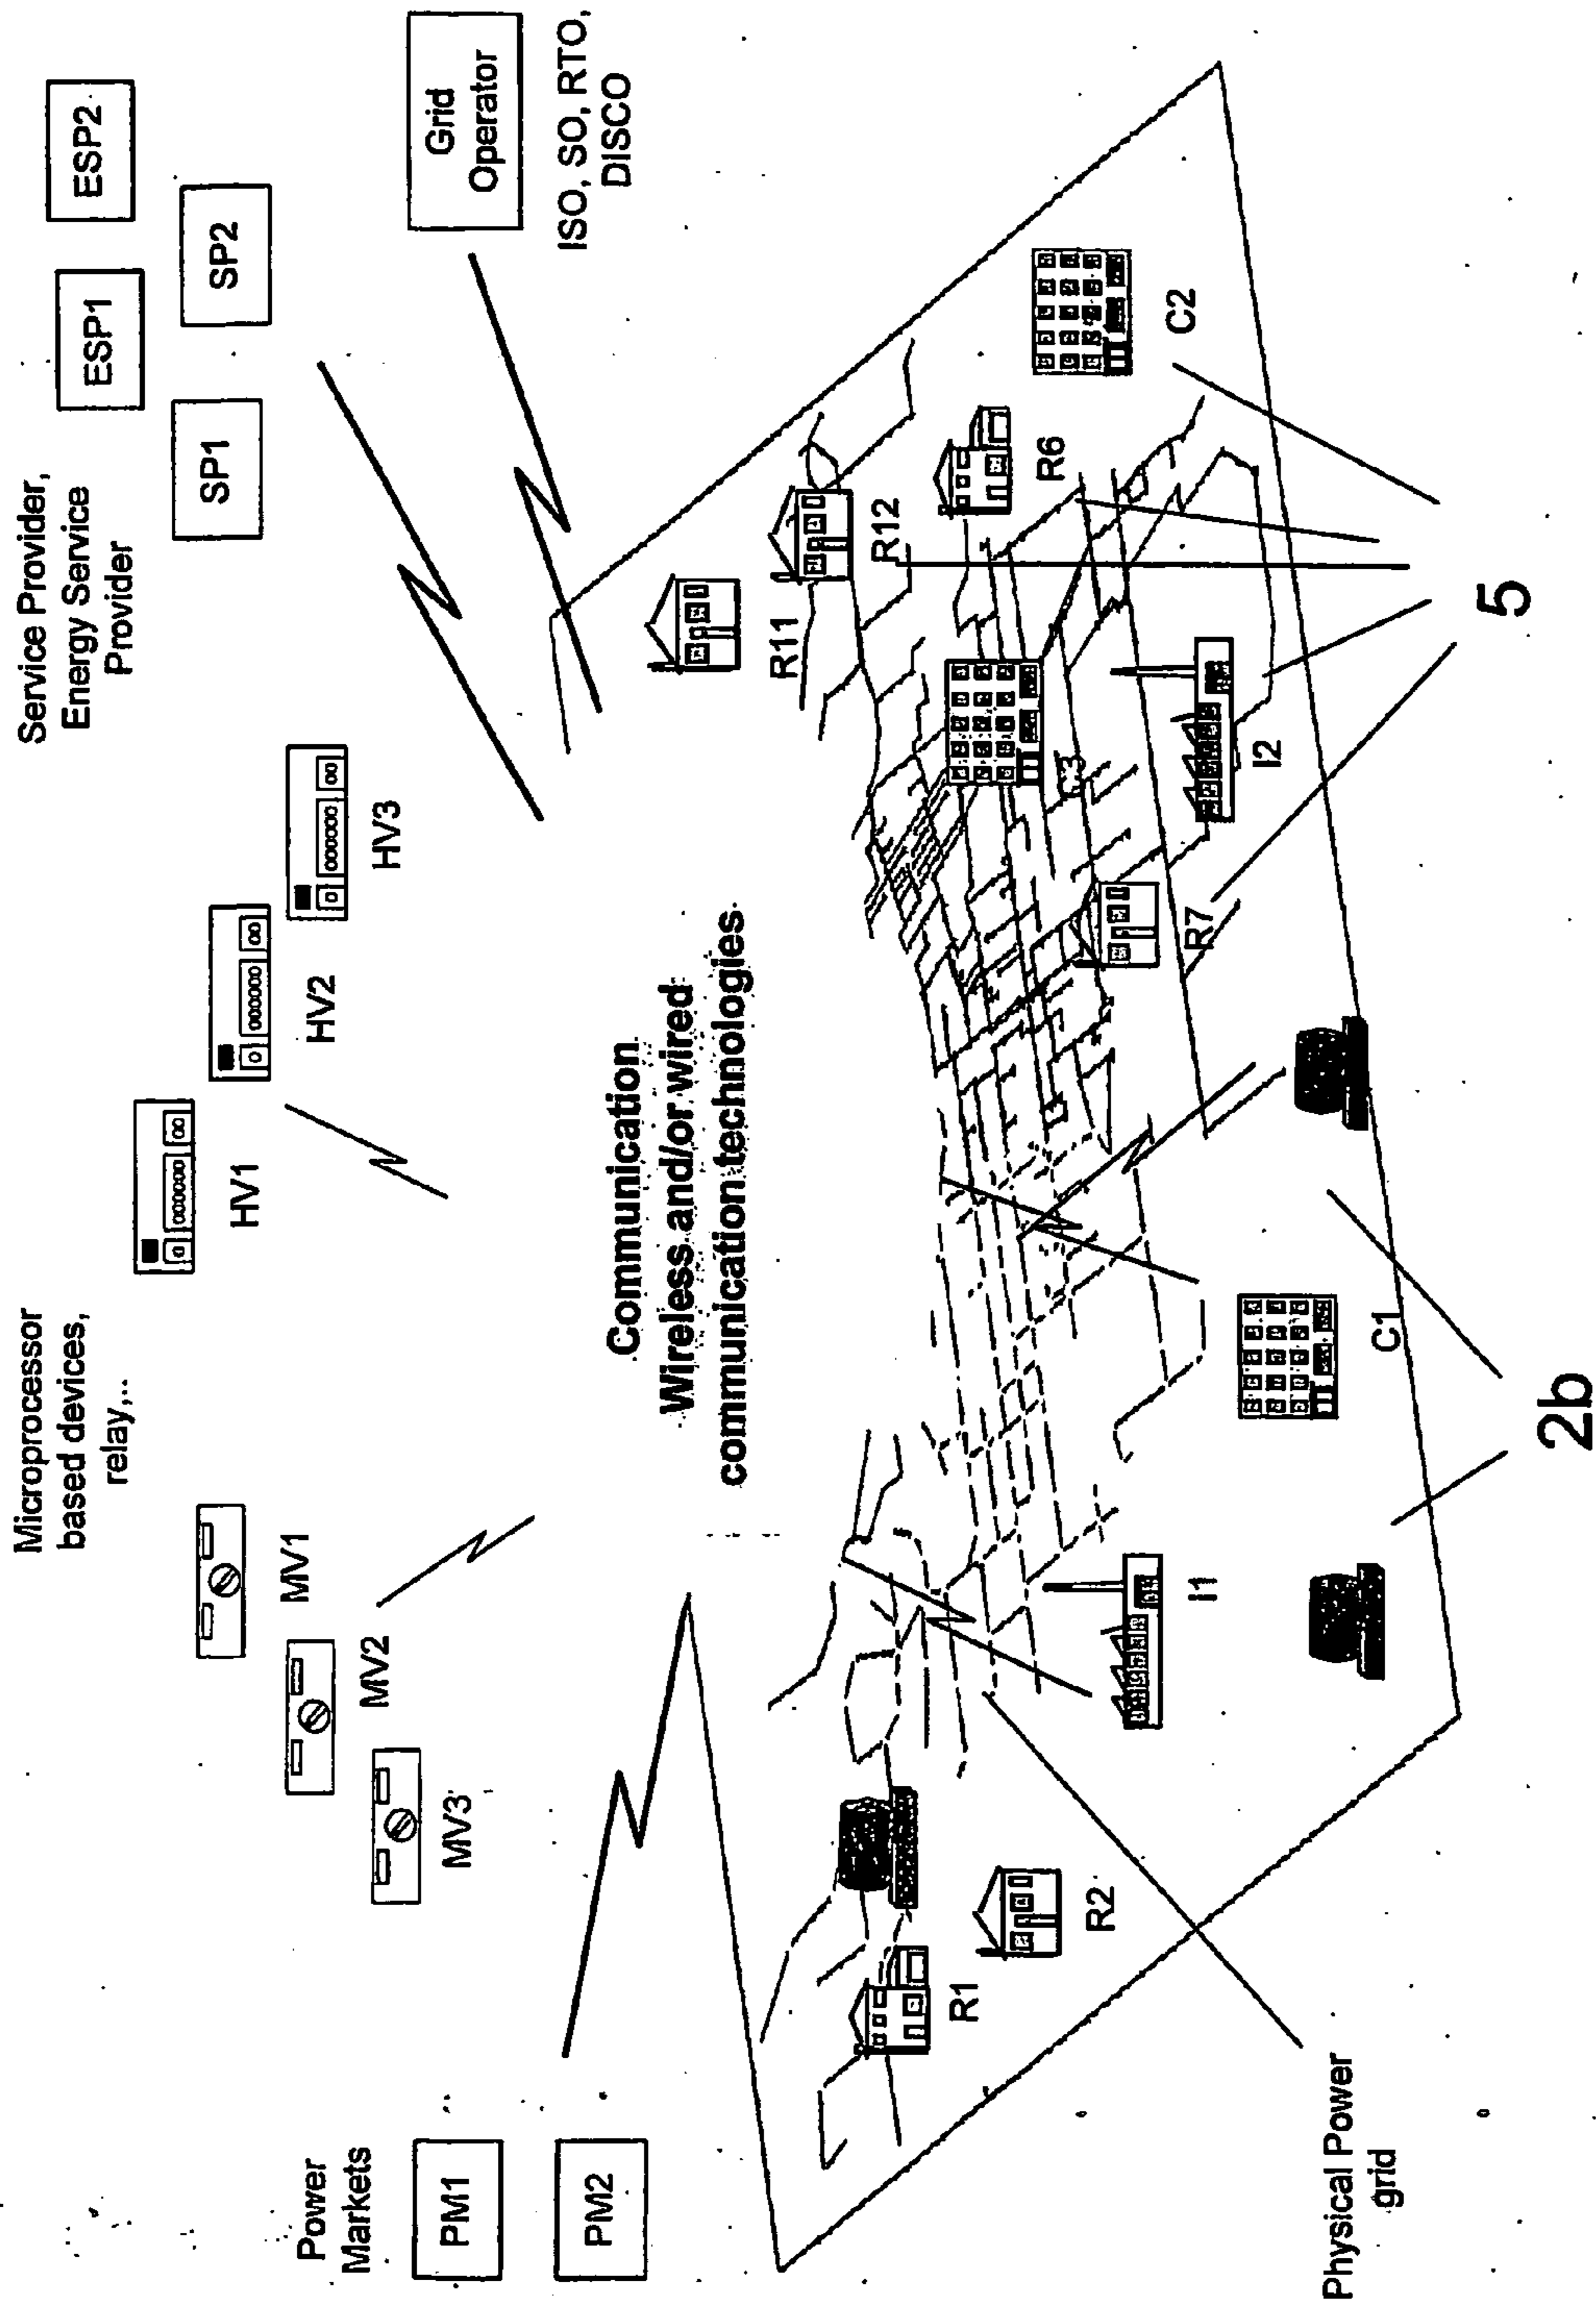 Power
Markets
PM1
PM2
Microprocessor
based devices,
relay,..
MV1
MV2
MV3
HV1
HV2
HV3
Service Provider,
Energy Service
Provider
SP1
ESP1
SP2
ESP2
Grid
Operator
ISO, SO, RTO,
DISCO
Communication
Wireless and/or wired
communication technologies
R11
R12
R6
C2
C3
I2
R7
R1
R2
I1
C1
Physical Power
grid
2b
5